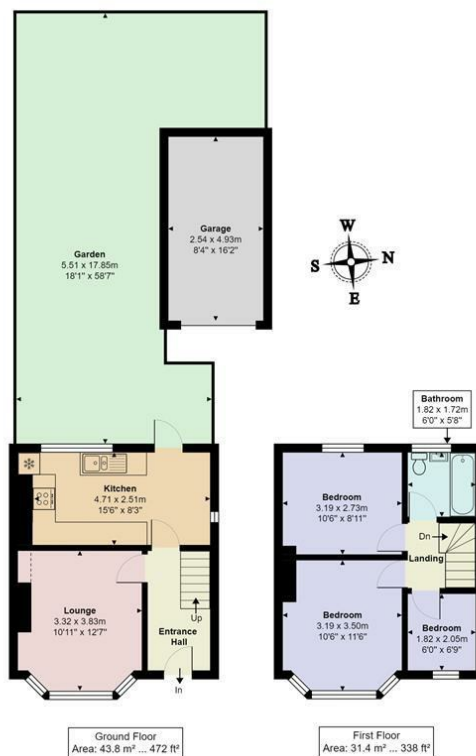 Garden
5.51 x 17.85m
18'1" x 58'7"
Garage
2.54 x 4.93m
8'4" x 16'2"
W
S
N
E
Bathroom
1.82 x 1.72m
6'0" x 5'8"
Kitchen
4.71 x 2.51m
15'6" x 8'3"
Lounge
3.32 x 3.83m
10'11" x 12'7"
Up
Entrance
Hall
In
Bedroom
3.19 x 2.73m
10'6" x 8'11"
Dn
Landing
Bedroom
3.19 x 3.50m
10'6" x 11'6"
Bedroom
1.82 x 2.05m
6'0" x 6'9"
Ground Floor
Area: 43.8 m² ... 472 ft²
First Floor
Area: 31.4 m² ... 338 ft²